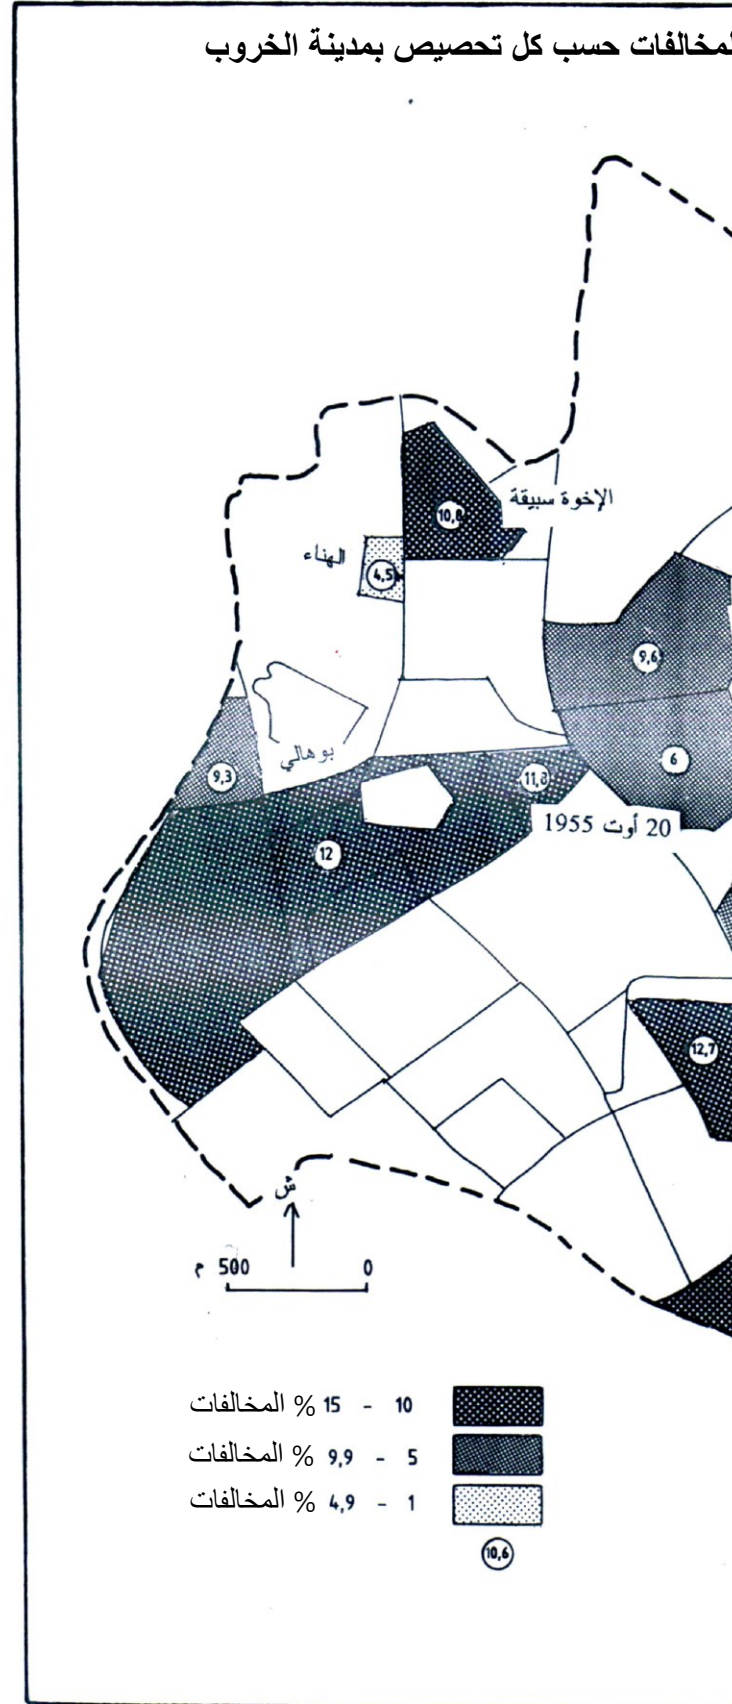 لمخالفات حسب كل تحصيص بمدينة الخروب
الإخوة سبيقة
10,8
الهناء
4,5
9,6
بوهالي
9,3
6
11,8
20 أوت 1955
12
12,7
ش
500 م 0
10 - 15 % المخالفات
5 - 9,9 % المخالفات
1 - 4,9 % المخالفات
10,6